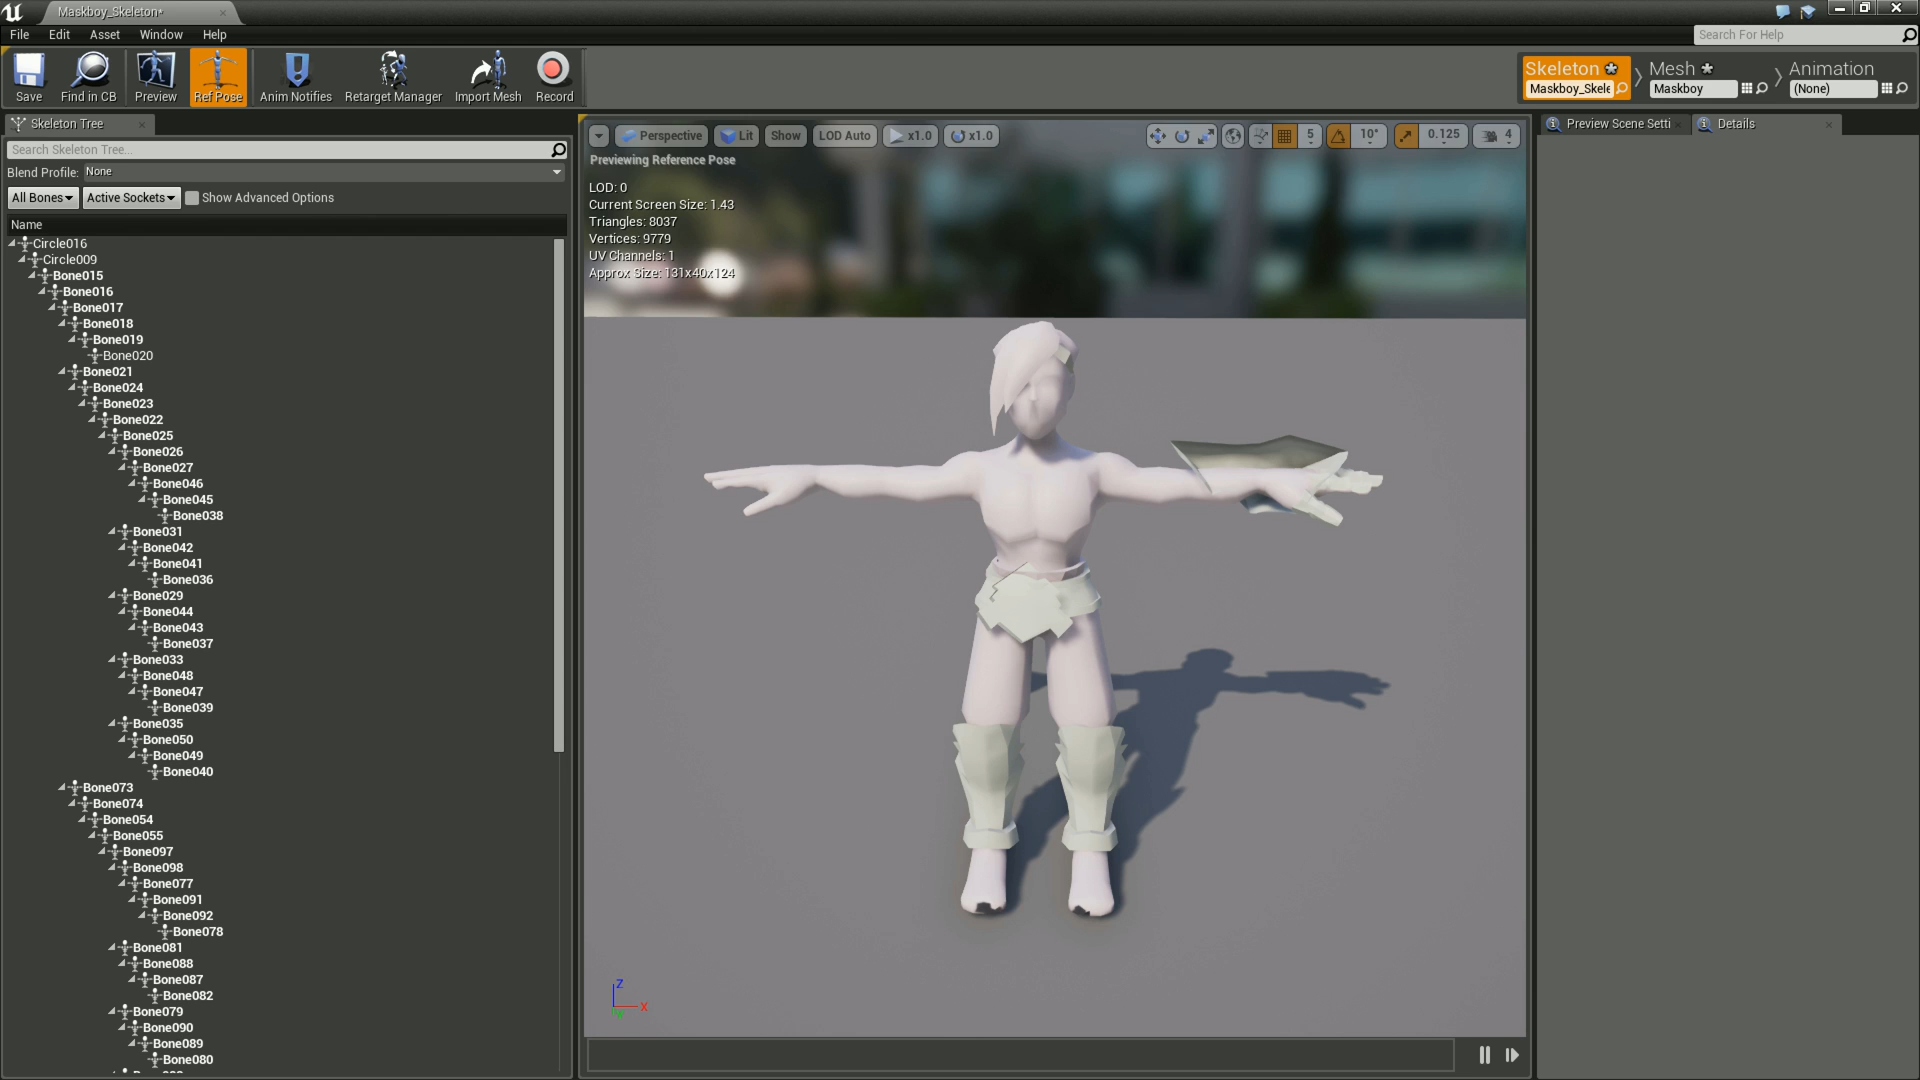 Maskboy_Skeleton*
File Edit Asset Window Help
Search For Help
Save Find in CB Preview Ref Pose Anim Notifies Retarget Manager Import Mesh Record
Skeleton Mesh Animation
Maskboy_Skele Maskboy (None)
Skeleton Tree
Preview Scene Setti Details
Search Skeleton Tree...
Blend Profile: None
All Bones Active Sockets Show Advanced Options
Name
Perspective Lit Show LOD Auto x1.0 x1.0 5 10° 0.125 4
Previewing Reference Pose
LOD: 0
Current Screen Size: 1.43
Triangles: 8037
Vertices: 9779
UV Channels: 1
Approx Size: 131x40x124
Circle016
Circle009
Bone015
Bone016
Bone017
Bone018
Bone019
Bone020
Bone021
Bone024
Bone023
Bone022
Bone025
Bone026
Bone027
Bone046
Bone045
Bone038
Bone031
Bone042
Bone041
Bone036
Bone029
Bone044
Bone043
Bone037
Bone033
Bone048
Bone047
Bone039
Bone035
Bone050
Bone049
Bone040
Bone073
Bone074
Bone054
Bone055
Bone097
Bone098
Bone077
Bone091
Bone092
Bone078
Bone081
Bone088
Bone087
Bone082
Bone079
Bone090
Bone089
Bone080
Z
X